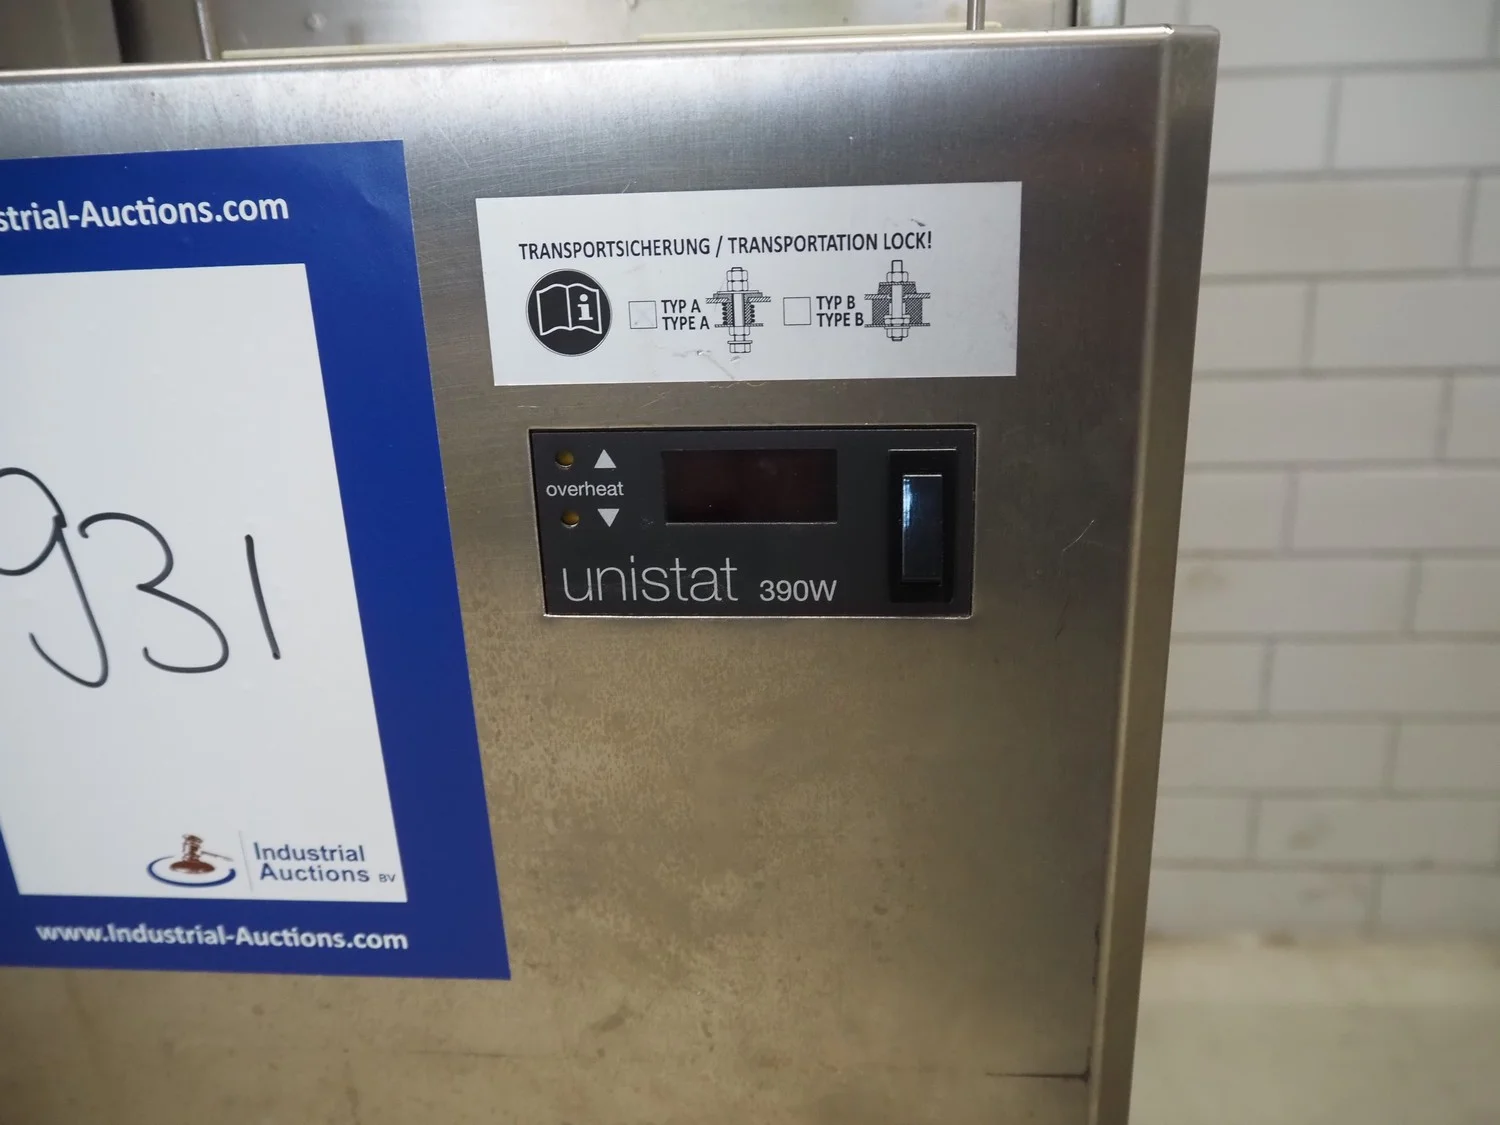 strial-Auctions.com
931
Industrial
Auctions BV
www.Industrial-Auctions.com
TRANSPORTSICHERUNG / TRANSPORTATION LOCK!
TYP A
TYPE A
TYP B
TYPE B
overheat
unistat 390W